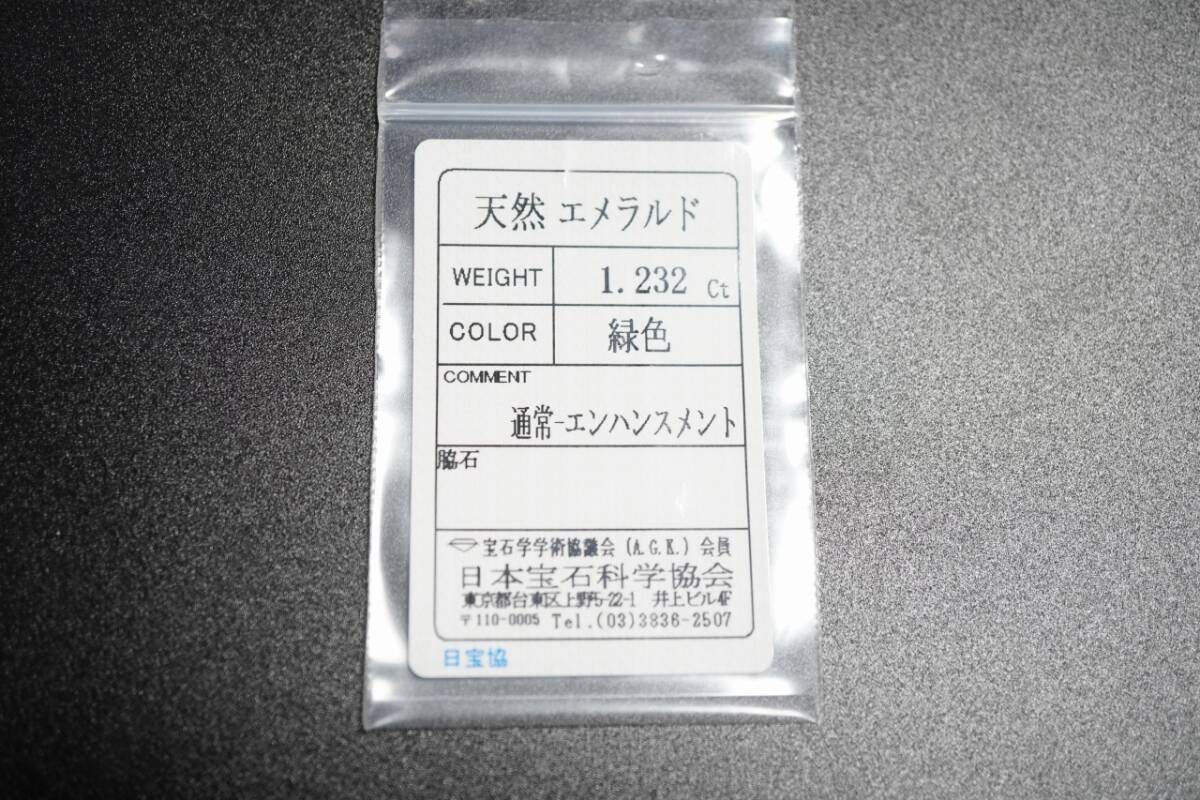 天然 エメラルド
WEIGHT 1.232 Ct
COLOR 緑色
COMMENT
通常-エンハンスメント
脇石
宝石学学術協議会 (A.G.K.) 会員
日本宝石科学協会
東京都台東区上野5-22-1 井上ビル4F
〒110-0005 Tel.(03)3836-2507
日宝協